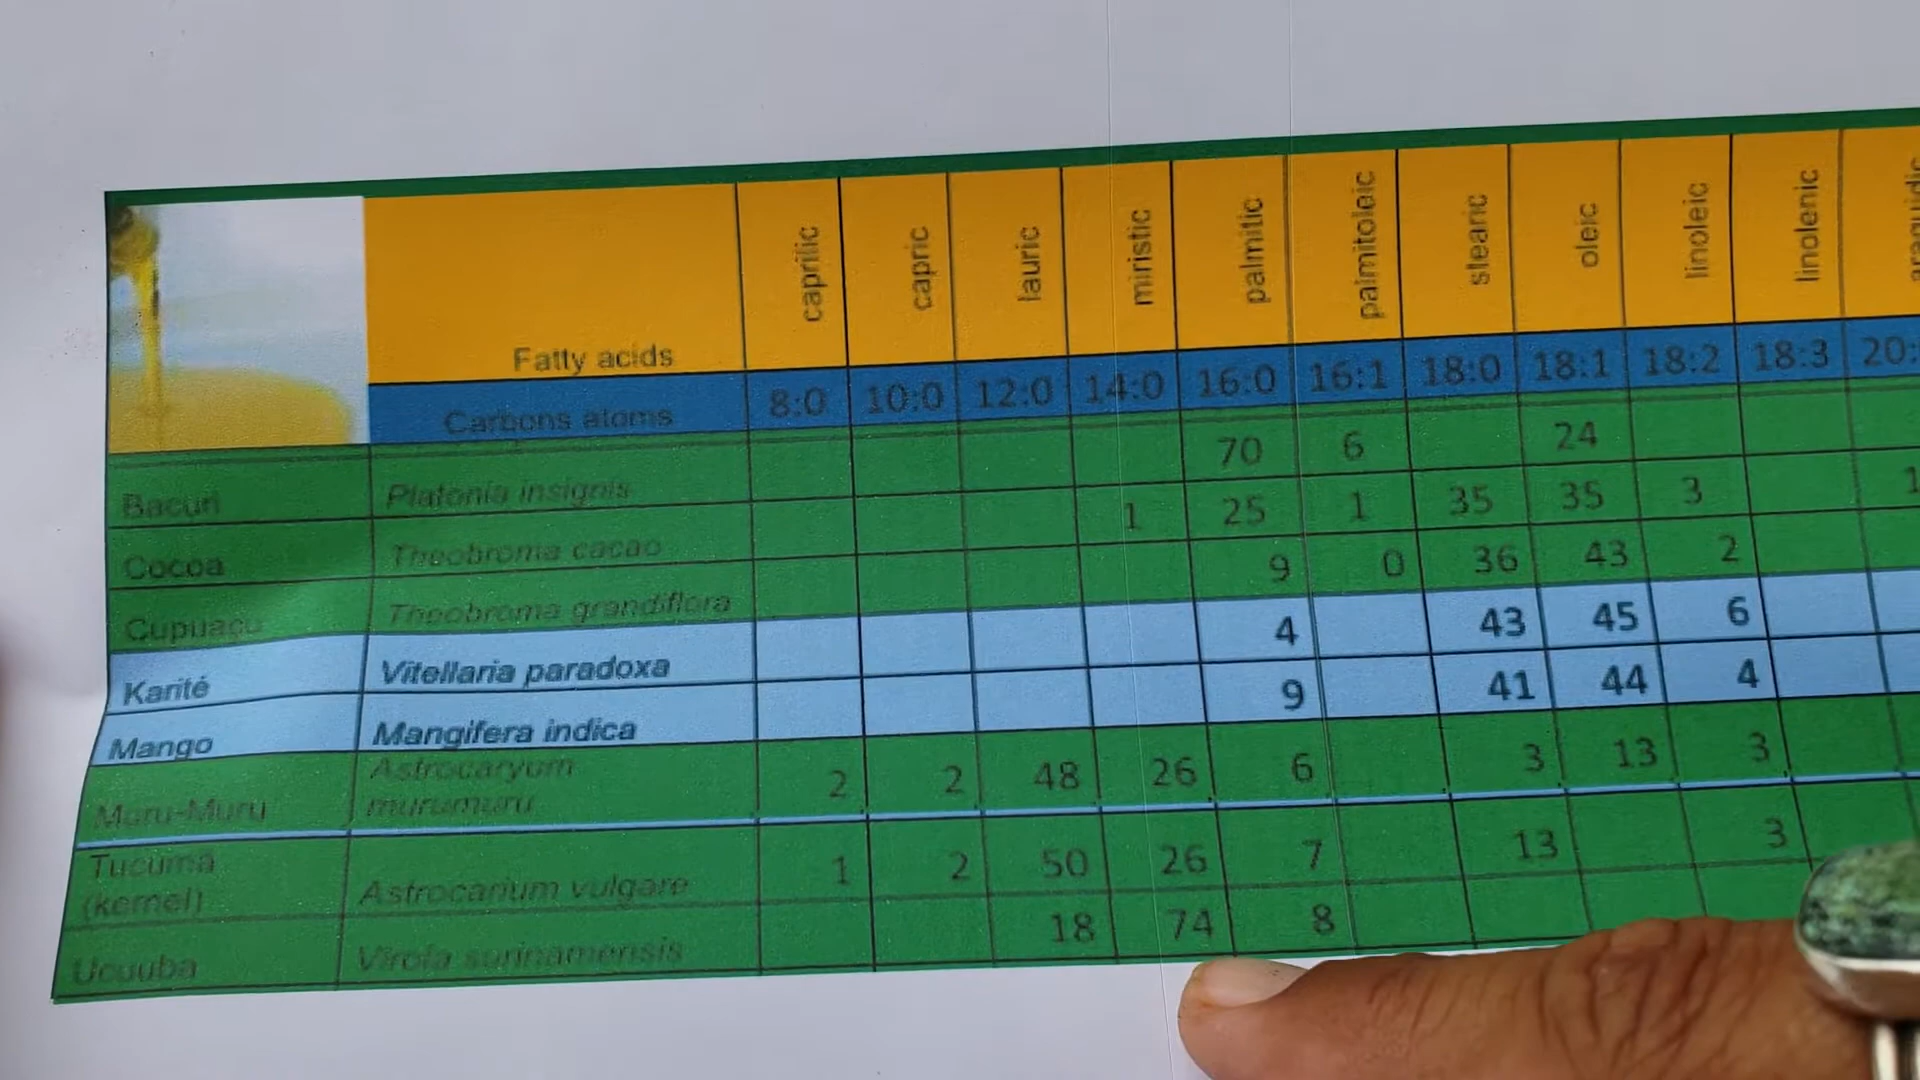 Fatty acids caprilic capric lauric miristic palmitic palmitoleic stearic oleic linoleic linolenic
Carbons atoms 8:0 10:0 12:0 14:0 16:0 16:1 18:0 18:1 18:2 18:3 20:
Bacuri Platonia insignis 70 6 24
Cocoa Theobroma cacao 1 25 1 35 35 3 1
Cupuaçu Theobroma grandiflora 9 0 36 43 2
Karité Vitellaria paradoxa 4 43 45 6
Mango Mangifera indica 9 41 44 4
Muru-Muru Astrocaryum murumuru 2 2 48 26 6 3 13 3
Tucuma (kernel) Astrocarium vulgare 1 2 50 26 7 13 3
Ucuuba Virola surinamensis 18 74 8